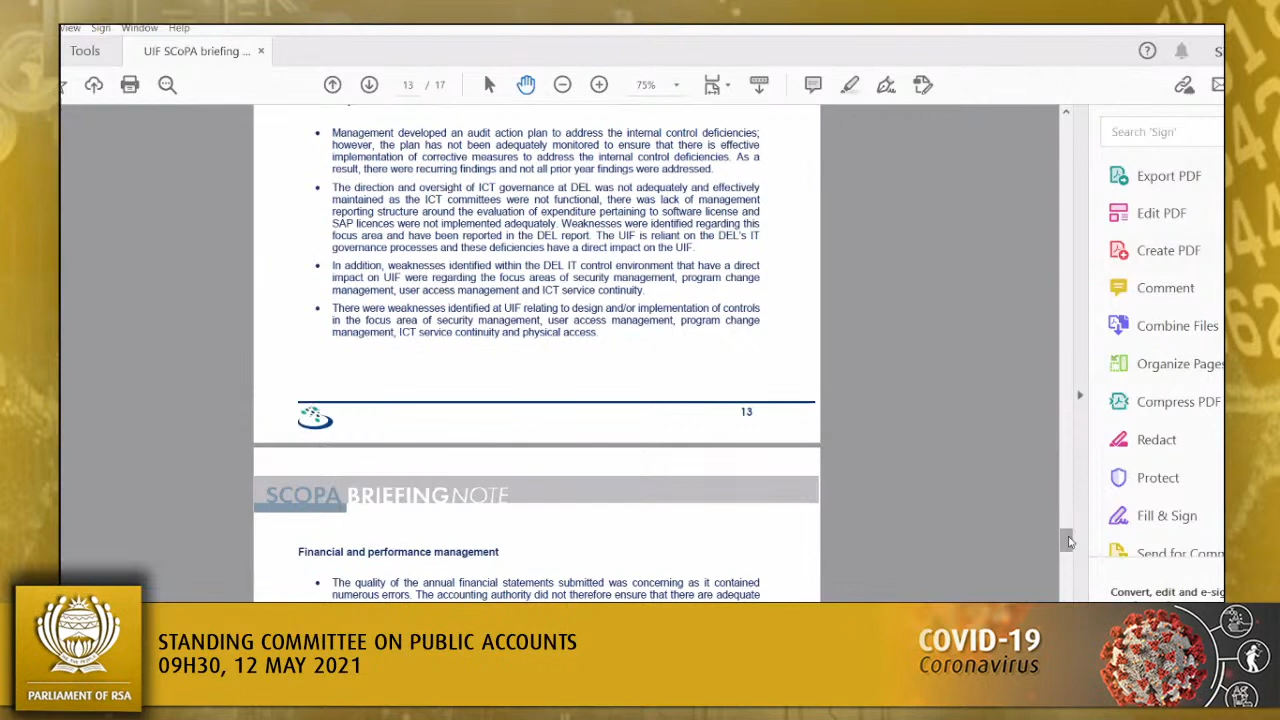 View Sign Window Help
Tools UIF SCoPA briefing ... ×
13 / 17 75%
Management developed an audit action plan to address the internal control deficiencies;
however, the plan has not been adequately monitored to ensure that there is effective
implementation of corrective measures to address the internal control deficiencies. As a
result, there were recurring findings and not all prior year findings were addressed.
The direction and oversight of ICT governance at DEL was not adequately and effectively
maintained as the ICT committees were not functional, there was lack of management
reporting structure around the evaluation of expenditure pertaining to software license and
SAP licences were not implemented adequately. Weaknesses were identified regarding this
focus area and have been reported in the DEL report. The UIF is reliant on the DEL's IT
governance processes and these deficiencies have a direct impact on the UIF.
In addition, weaknesses identified within the DEL IT control environment that have a direct
impact on UIF were regarding the focus areas of security management, program change
management, user access management and ICT service continuity.
There were weaknesses identified at UIF relating to design and/or implementation of controls
in the focus area of security management, user access management, program change
management, ICT service continuity and physical access.
13
SCOPA BRIEFINGNOTE
Financial and performance management
The quality of the annual financial statements submitted was concerning as it contained
numerous errors. The accounting authority did not therefore ensure that there are adequate
Search 'Sign'
Export PDF
Edit PDF
Create PDF
Comment
Combine Files
Organize Pages
Compress PDF
Redact
Protect
Fill & Sign
Send for Comm
Convert, edit and e-sig
STANDING COMMITTEE ON PUBLIC ACCOUNTS
09H30, 12 MAY 2021
PARLIAMENT OF RSA
COVID-19
Coronavirus